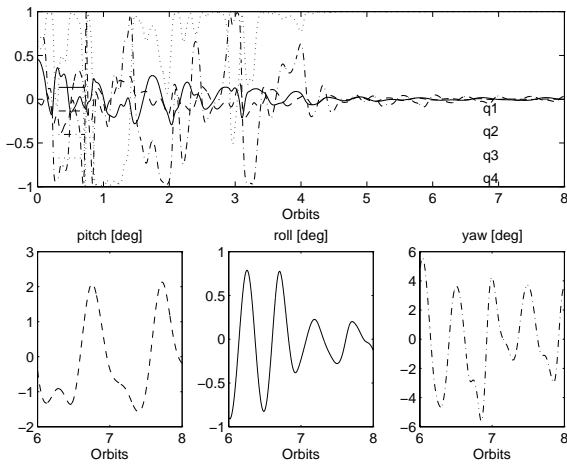 1
0.5
0
−0.5
−1
0 1 2 3 4 5 6 7 8
Orbits
q1
q2
q3
q4
pitch [deg]
3
2
1
0
−1
−2
6 7 8
Orbits
roll [deg]
1
0.5
0
−0.5
−1
6 7 8
Orbits
yaw [deg]
6
4
2
0
−2
−4
−6
6 7 8
Orbits